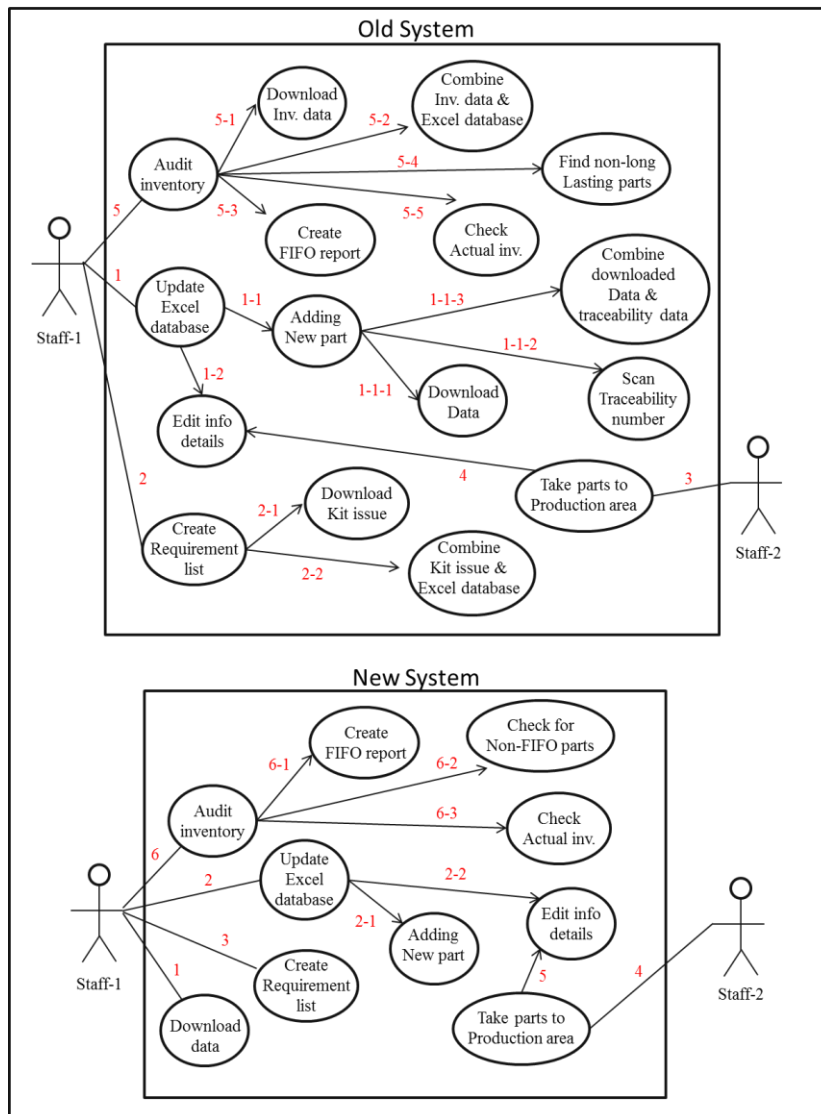 Old System
Download
Inv. data
Combine
Inv. data &
Excel database
5-1
5-2
Audit
inventory
5-4
Find non-long
Lasting parts
5
5-3
5-5
Create
FIFO report
Check
Actual inv.
1
Staff-1
Update
Excel
database
1-1
Adding
New part
1-1-3
Combine
downloaded
Data &
traceability data
1-2
1-1-2
1-1-1
Download
Data
Scan
Traceability
number
Edit info
details
2
4
Take parts to
Production area
3
Staff-2
Download
Kit issue
2-1
Create
Requirement
list
2-2
Combine
Kit issue &
Excel database
New System
Create
FIFO report
Check for
Non-FIFO parts
6-1
6-2
Audit
inventory
6-3
Check
Actual inv.
6
Update
Excel
database
2
2-2
2-1
Edit info
details
Adding
New part
3
Create
Requirement
list
1
5
4
Staff-1
Staff-2
Download
data
Take parts to
Production area